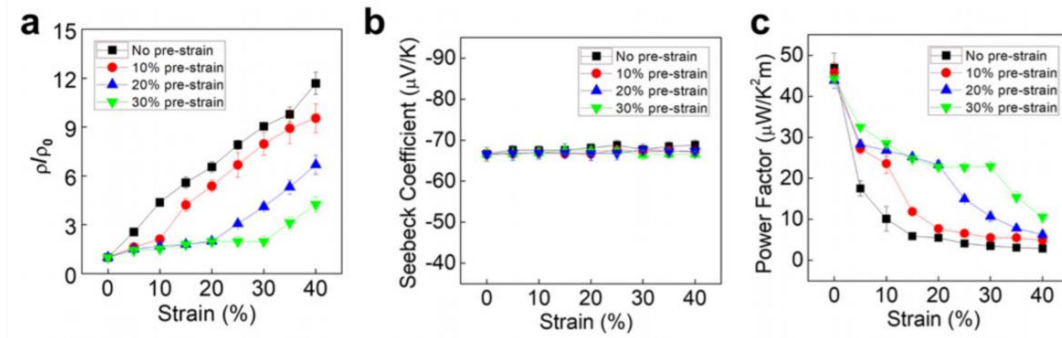 a
15
12
9
6
3
0
ρ/ρ₀
No pre-strain
10% pre-strain
20% pre-strain
30% pre-strain
0 10 20 30 40
Strain (%)
b
-90
-80
-70
-60
-50
-40
Seebeck Coefficient (μV/K)
No pre-strain
10% pre-strain
20% pre-strain
30% pre-strain
0 10 20 30 40
Strain (%)
c
50
40
30
20
10
0
Power Factor (μW/K²m)
No pre-strain
10% pre-strain
20% pre-strain
30% pre-strain
0 10 20 30 40
Strain (%)